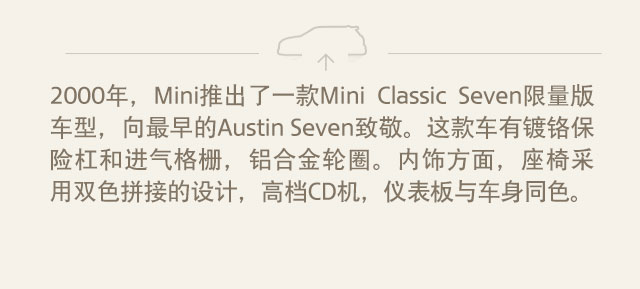 2000年，Mini推出了一款Mini Classic Seven限量版
车型，向最早的Austin Seven致敬。这款车有镀铬保
险杠和进气格栅，铝合金轮圈。内饰方面，座椅采
用双色拼接的设计，高档CD机，仪表板与车身同色。